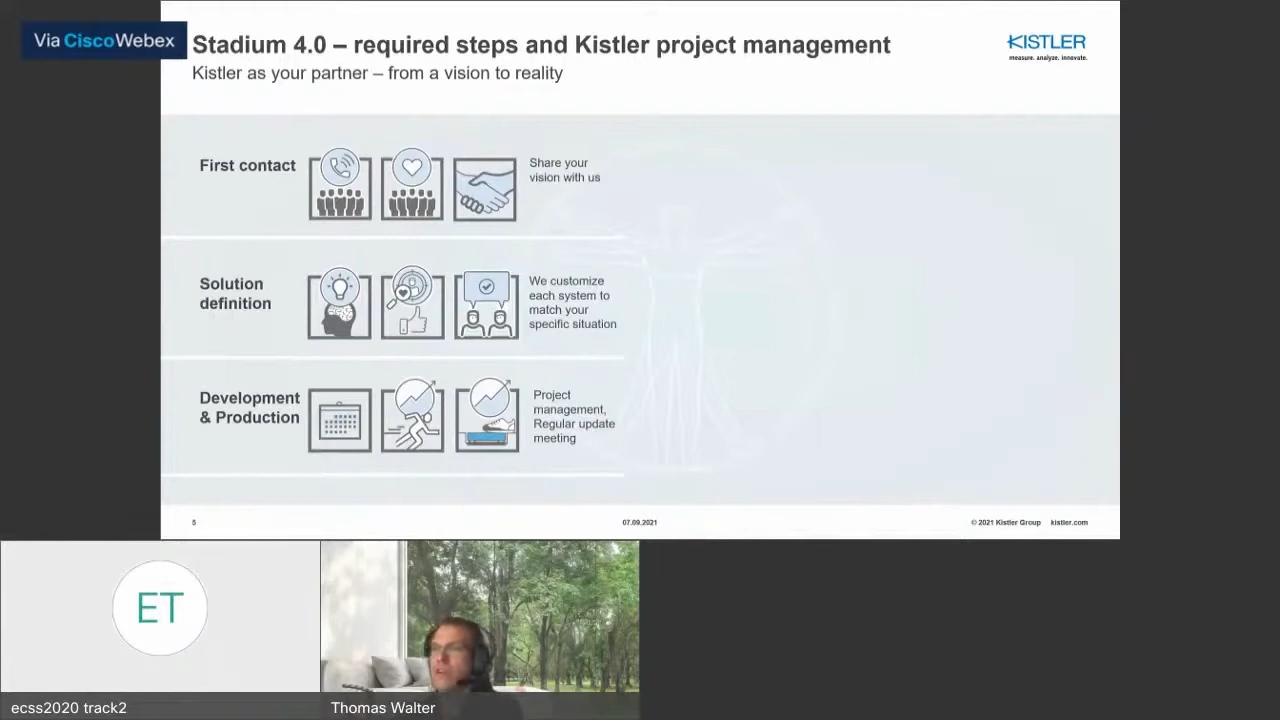 Via Cisco Webex
Stadium 4.0 – required steps and Kistler project management
Kistler as your partner – from a vision to reality
KISTLER
measure. analyze. innovate.
First contact
Share your
vision with us
Solution
definition
We customize
each system to
match your
specific situation
Development
& Production
Project
management,
Regular update
meeting
5
07.09.2021
© 2021 Kistler Group kistler.com
ET
ecss2020 track2
Thomas Walter